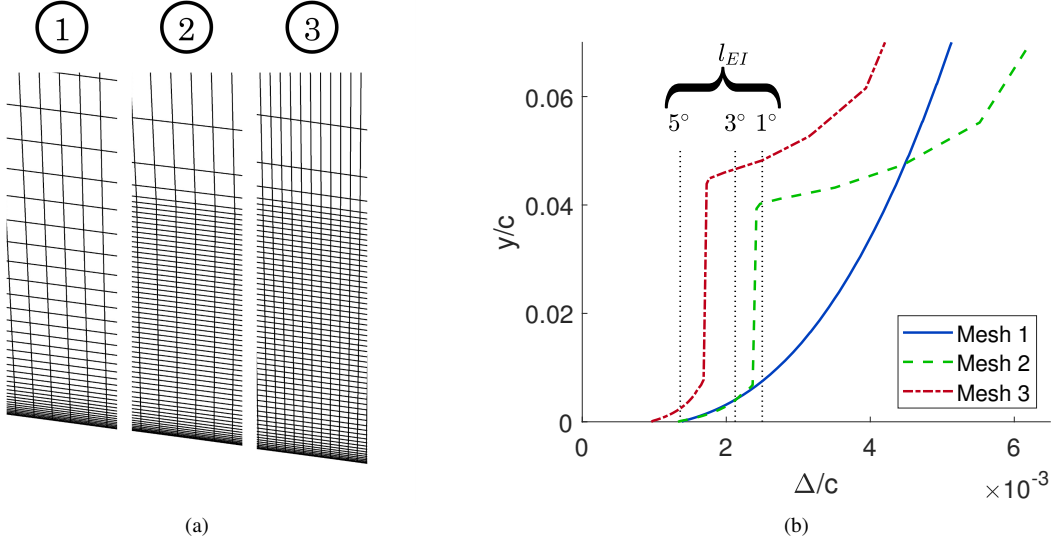 1 2 3
l_EI
5° 3° 1°
0.06
0.04
0.02
0
y/c
Mesh 1
Mesh 2
Mesh 3
0 2 4 6
Δ/c
×10⁻³
(a) (b)